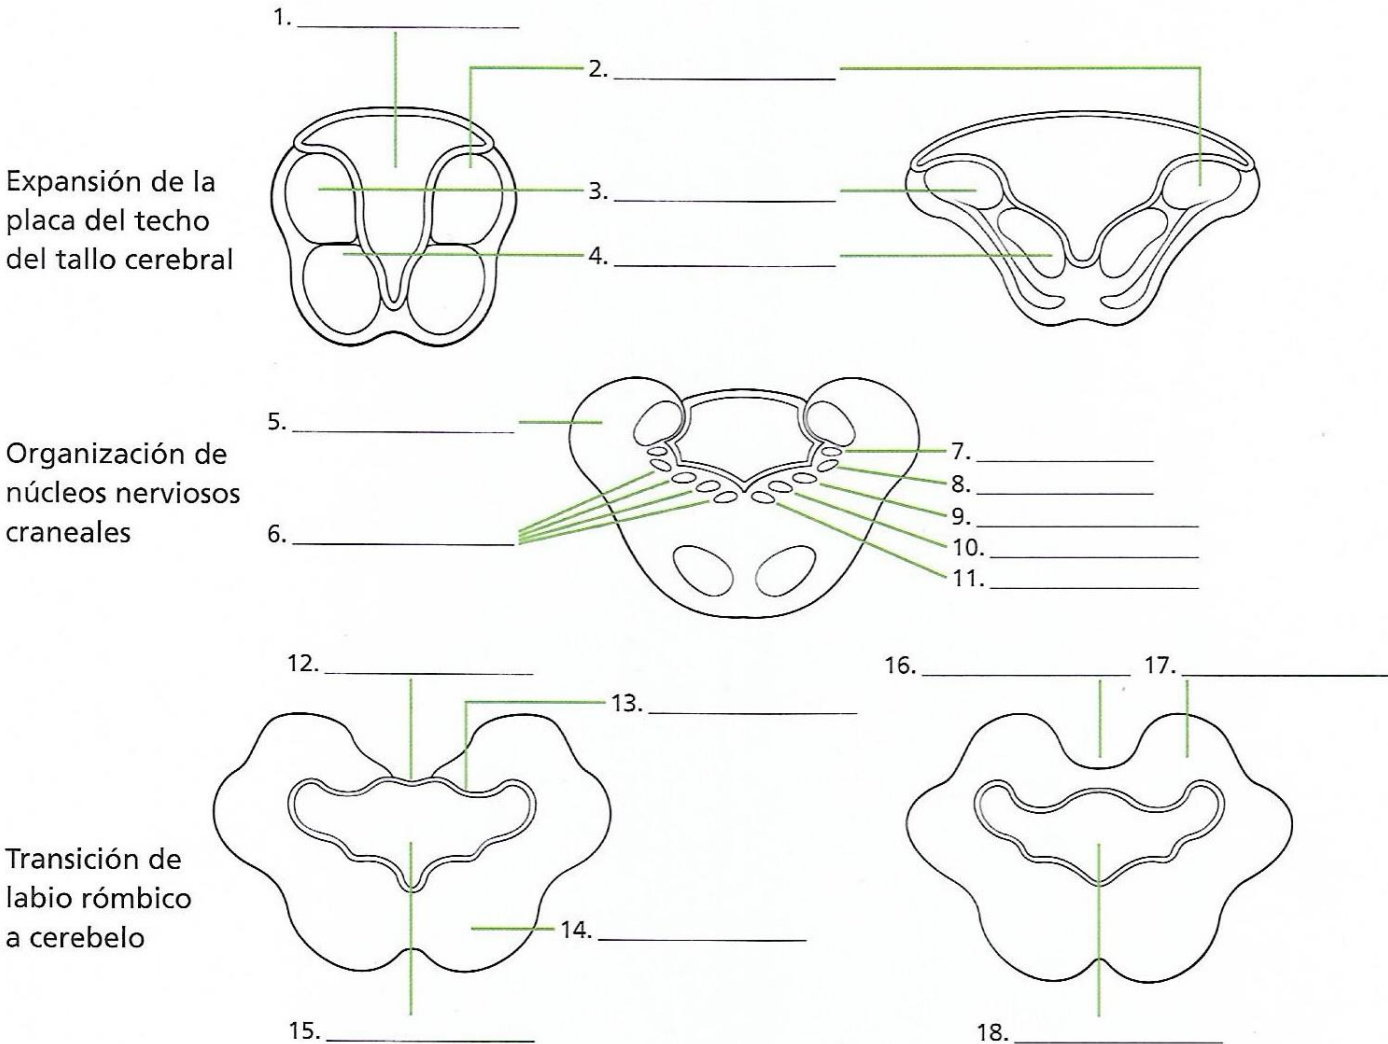 1.
2.
Expansión de la
placa del techo
del tallo cerebral
3.
4.
5.
Organización de
núcleos nerviosos
craneales
6.
7.
8.
9.
10.
11.
12.
13.
16.
17.
Transición de
labio rómbico
a cerebelo
14.
15.
18.